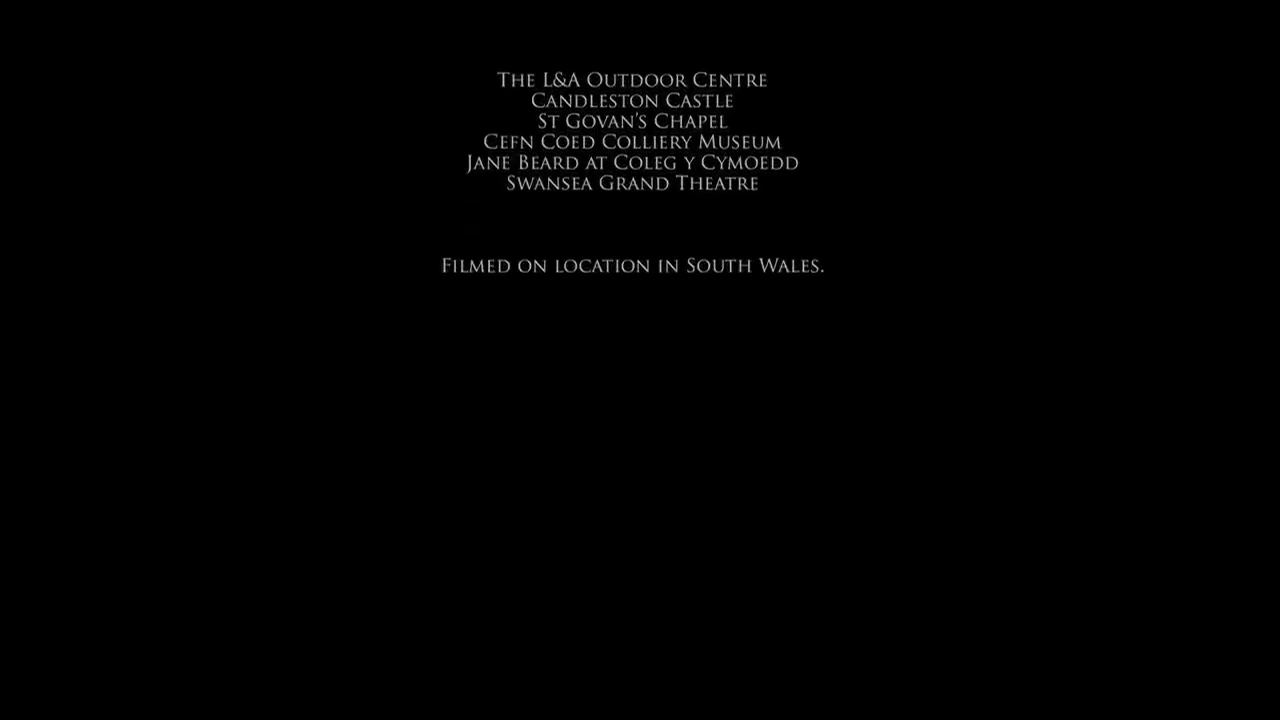 The L&A Outdoor Centre
Candleston Castle
St Govan's Chapel
Cefn Coed Colliery Museum
Jane Beard at Coleg y Cymoedd
Swansea Grand Theatre
Filmed on location in South Wales.